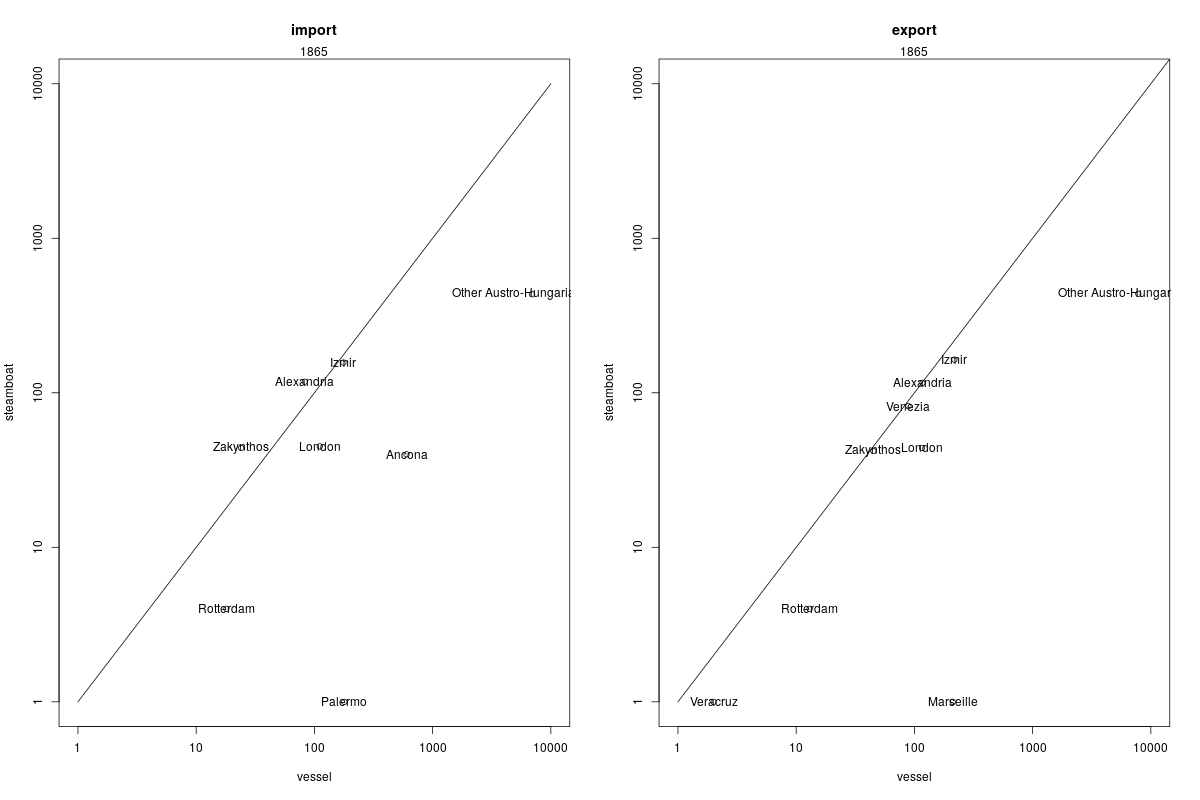 import
1865
10000
1000
100
10
1
steamboat
Other Austro-Hungaria
Izmir
Alexandria
Zakynthos
London
Ancona
Rotterdam
Palermo
1 10 100 1000 10000
vessel
export
1865
10000
1000
100
10
1
steamboat
Other Austro-Hungar
Izmir
Alexandria
Venezia
Zakynthos
London
Rotterdam
Veracruz
Marseille
1 10 100 1000 10000
vessel